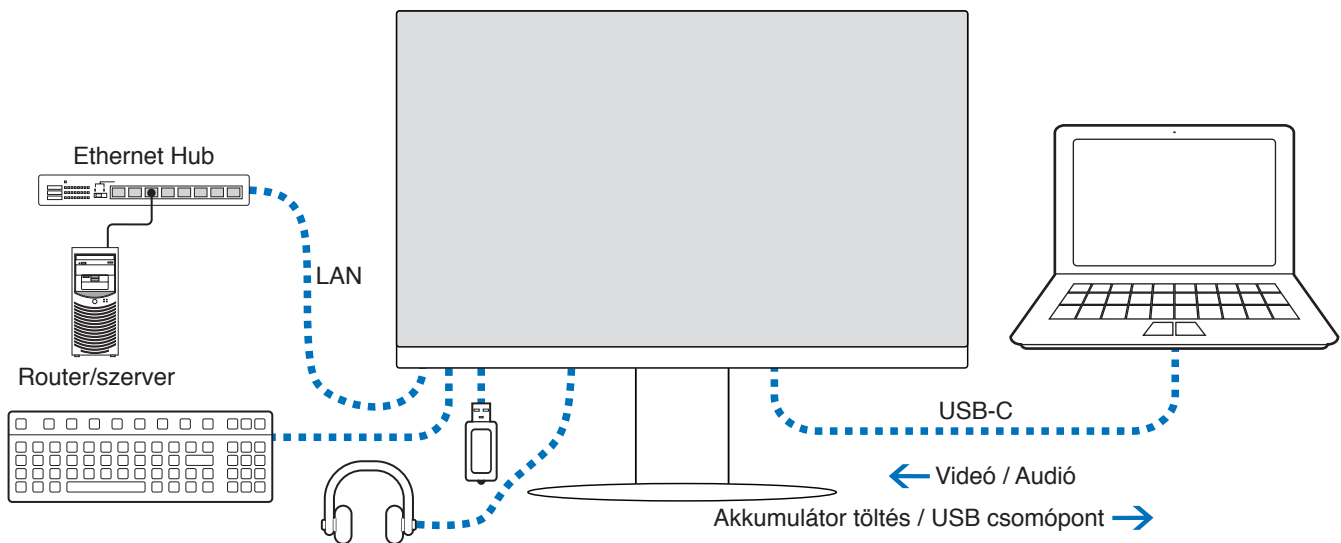 Ethernet Hub
LAN
Router/szerver
USB-C
Videó / Audió
Akkumulátor töltés / USB csomópont